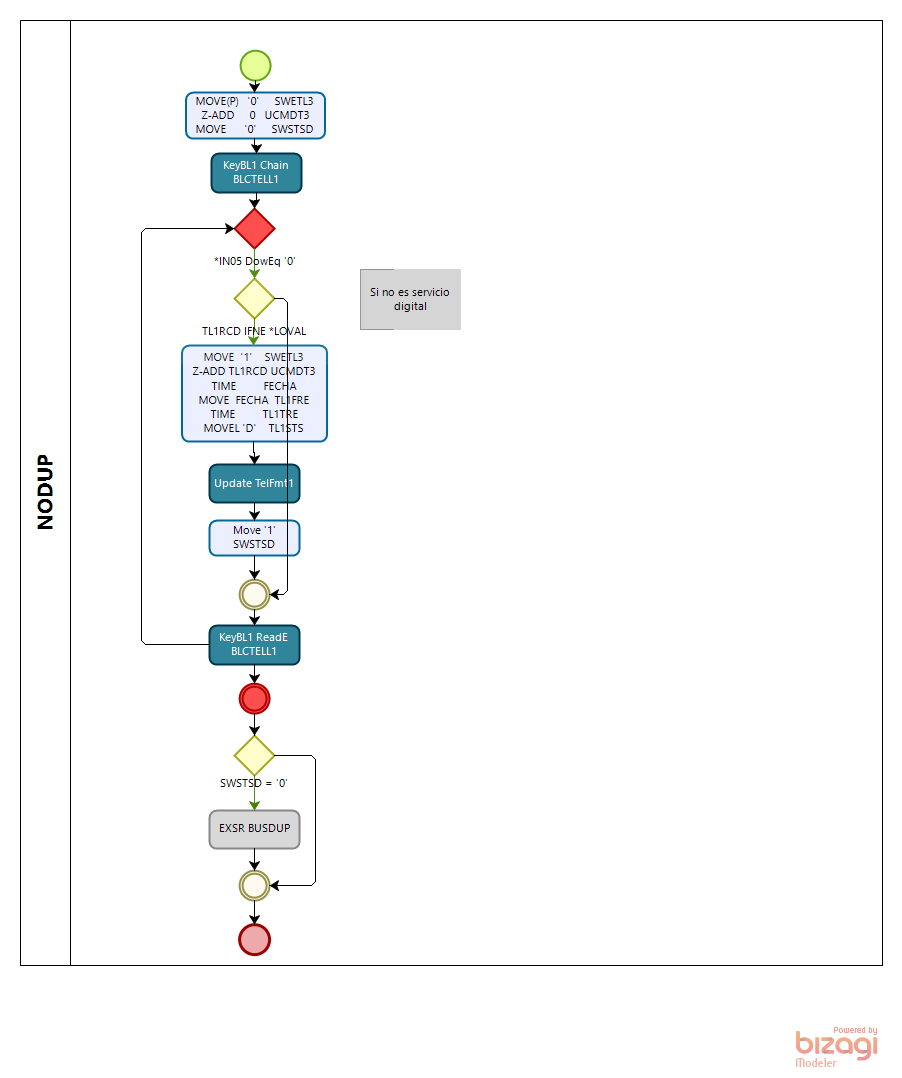 NODUP
MOVE(P) '0' SWETL3
Z-ADD 0 UCMDT3
MOVE '0' SWSTSD
KeyBL1 Chain
BLCTELL1
*IN05 DowEq '0'
Si no es servicio
digital
TL1RCD IFNE *LOVAL
MOVE '1' SWETL3
Z-ADD TL1RCD UCMDT3
TIME FECHA
MOVE FECHA TL1FRE
TIME TL1TRE
MOVEL 'D' TL1STS
Update TelFmt1
Move '1'
SWSTSD
KeyBL1 ReadE
BLCTELL1
SWSTSD = '0'
EXSR BUSDUP
Powered by
bizagi
Modeler